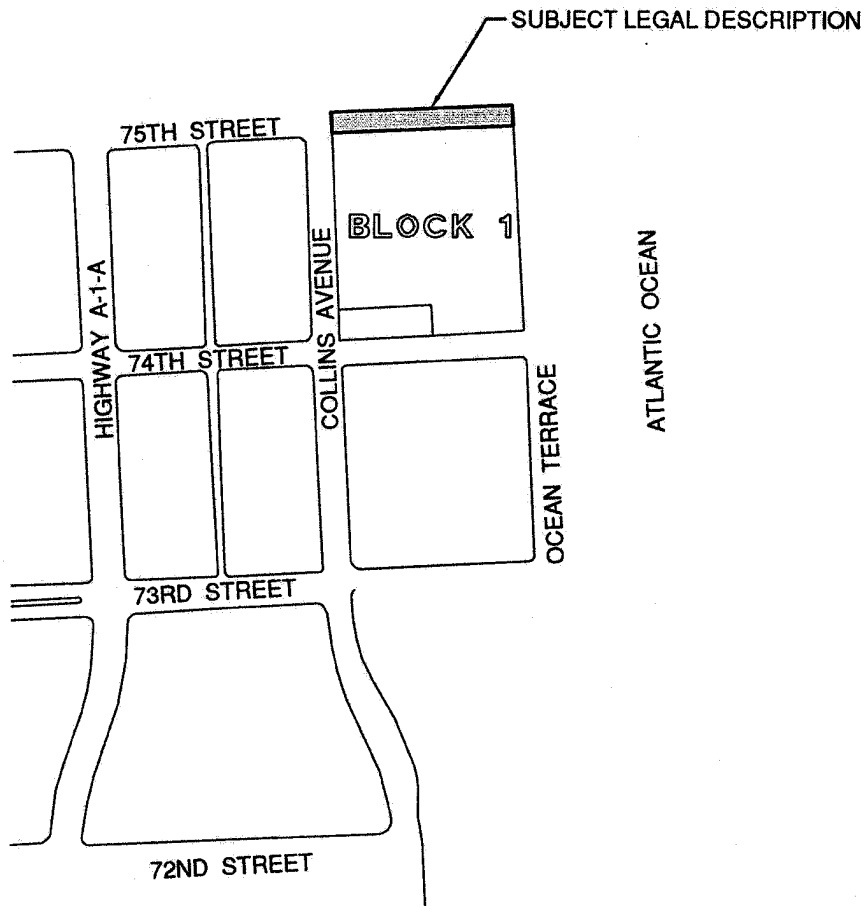 SUBJECT LEGAL DESCRIPTION
75TH STREET
BLOCK 1
HIGHWAY A-1-A
COLLINS AVENUE
ATLANTIC OCEAN
74TH STREET
OCEAN TERRACE
73RD STREET
72ND STREET